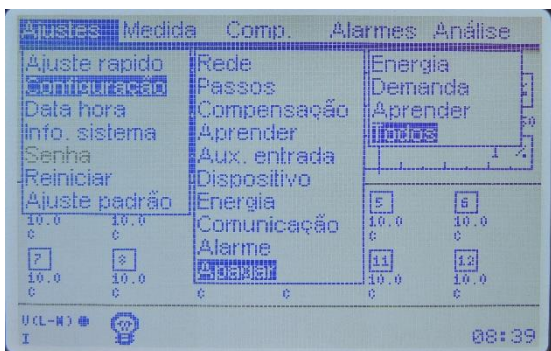 Ajustes Medida Comp. Alarmes Análise
Ajuste rapido
Configuração
Data hora
Info. sistema
Senha
Reiniciar
Ajuste padrão
Rede
Passos
Compensação
Aprender
Aux. entrada
Dispositivo
Energia
Comunicação
Alarme
Apagar
Energia
Demanda
Aprender
Todos
50
1 %
5 6
10.0 10.0 10.0 10.0
C C C C
7 8 11 12
10.0 10.0 10.0 10.0
C C C C C C
U(L-N)
I
08:39